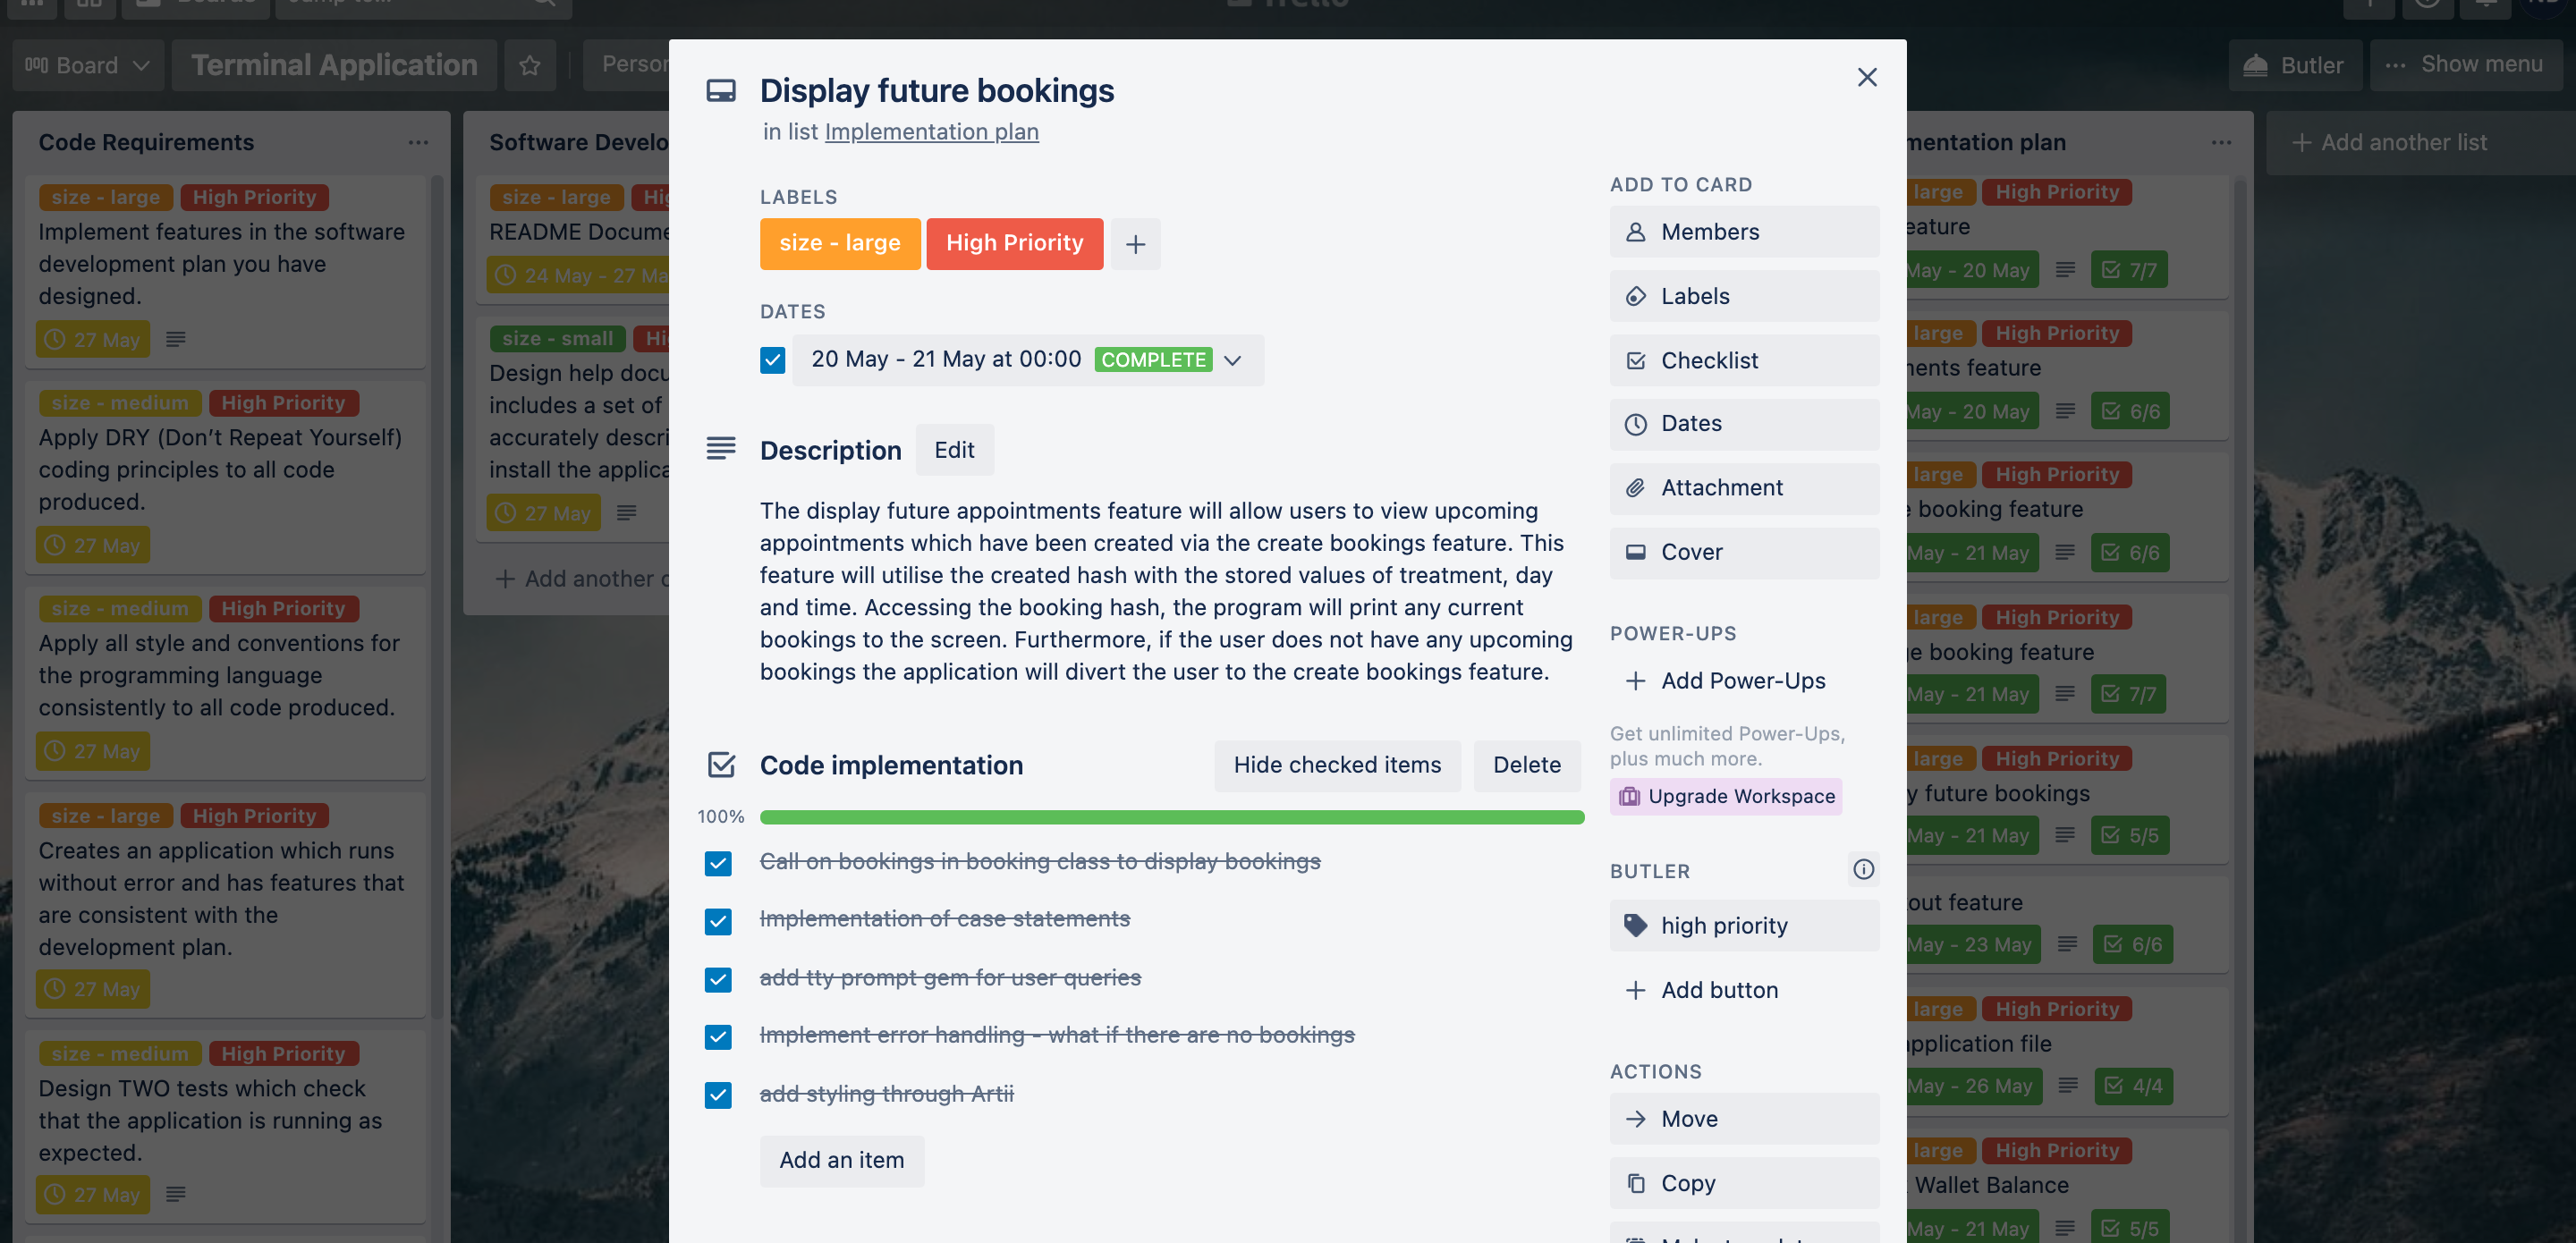 Board
Terminal Application
Butler
Show menu
Code Requirements
size - large High Priority
Implement features in the software
development plan you have
designed.
27 May
size - medium High Priority
Apply DRY (Don't Repeat Yourself)
coding principles to all code
produced.
27 May
size - medium High Priority
Apply all style and conventions for
the programming language
consistently to all code produced.
27 May
size - large High Priority
Creates an application which runs
without error and has features that
are consistent with the
development plan.
27 May
size - medium High Priority
Design TWO tests which check
that the application is running as
expected.
27 May
Software
size - large
README
24 May - 27
size - small
Design help
includes a set of
accurately
install the
27 May
Add another
Display future bookings
in list Implementation plan
LABELS
size - large High Priority
DATES
20 May - 21 May at 00:00 COMPLETE
Description Edit
The display future appointments feature will allow users to view upcoming
appointments which have been created via the create bookings feature. This
feature will utilise the created hash with the stored values of treatment, day
and time. Accessing the booking hash, the program will print any current
bookings to the screen. Furthermore, if the user does not have any upcoming
bookings the application will divert the user to the create bookings feature.
Code implementation Hide checked items Delete
100%
Call on bookings in booking class to display bookings
Implementation of case statements
add tty prompt gem for user queries
Implement error handling - what if there are no bookings
add styling through Artii
Add an item
ADD TO CARD
Members
Labels
Checklist
Dates
Attachment
Cover
POWER-UPS
Add Power-Ups
Get unlimited Power-Ups,
plus much more.
Upgrade Workspace
BUTLER
high priority
Add button
ACTIONS
Move
Copy
plan
large High Priority
May - 20 May 7/7
large High Priority
feature
May - 20 May 6/6
large High Priority
booking feature
May - 21 May 6/6
large High Priority
booking feature
May - 21 May 7/7
large High Priority
future bookings
May - 21 May 5/5
feature
May - 23 May 6/6
large High Priority
file
May - 26 May 4/4
large High Priority
Wallet Balance
May - 21 May 5/5
Add another list